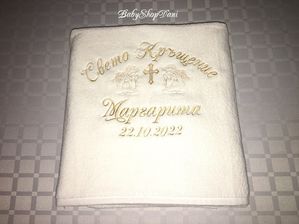 BabyShopDani
Свето Кръщение
Маргарита
22.10.2022